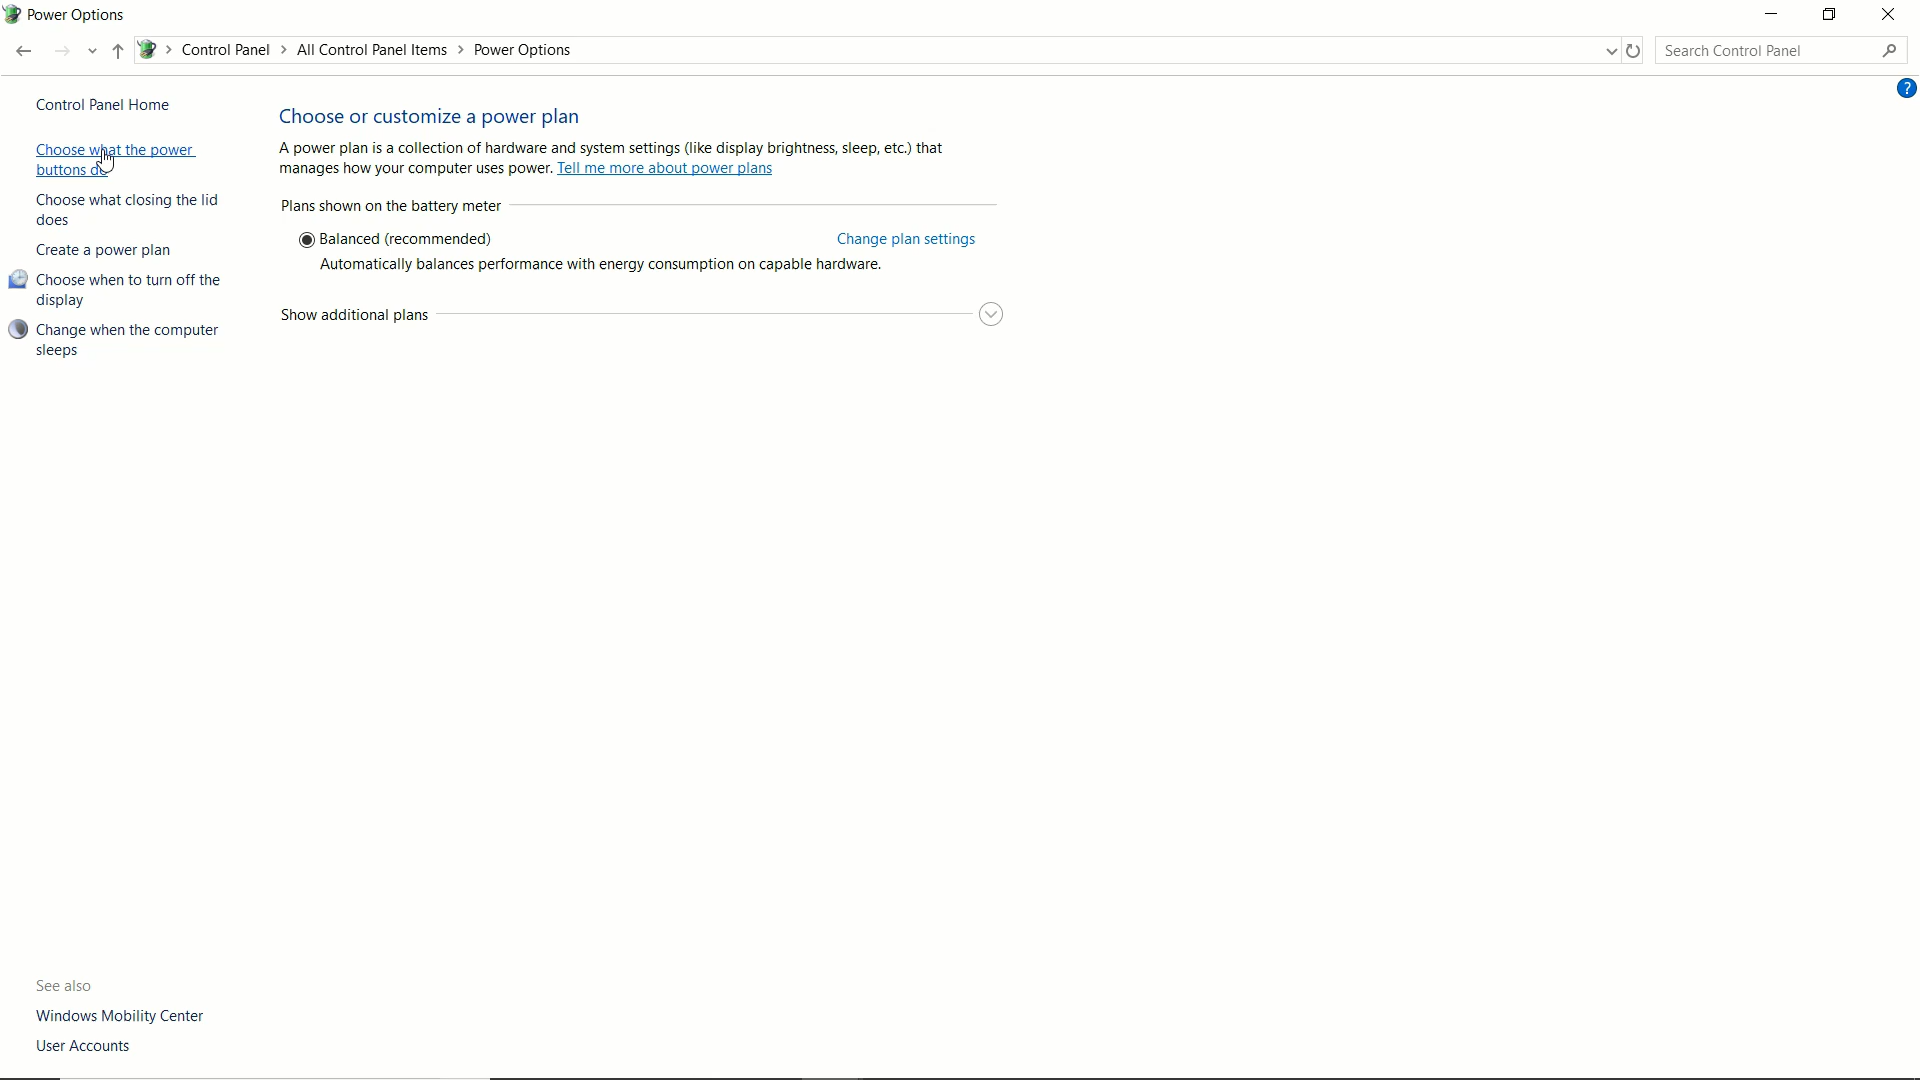 Power Options
Control Panel > All Control Panel Items > Power Options
Search Control Panel
?
Control Panel Home
Choose what the power
buttons do
Choose what closing the lid
does
Create a power plan
Choose when to turn off the
display
Change when the computer
sleeps
Choose or customize a power plan
A power plan is a collection of hardware and system settings (like display brightness, sleep, etc.) that
manages how your computer uses power. Tell me more about power plans
Plans shown on the battery meter
Balanced (recommended) Change plan settings
Automatically balances performance with energy consumption on capable hardware.
Show additional plans
See also
Windows Mobility Center
User Accounts